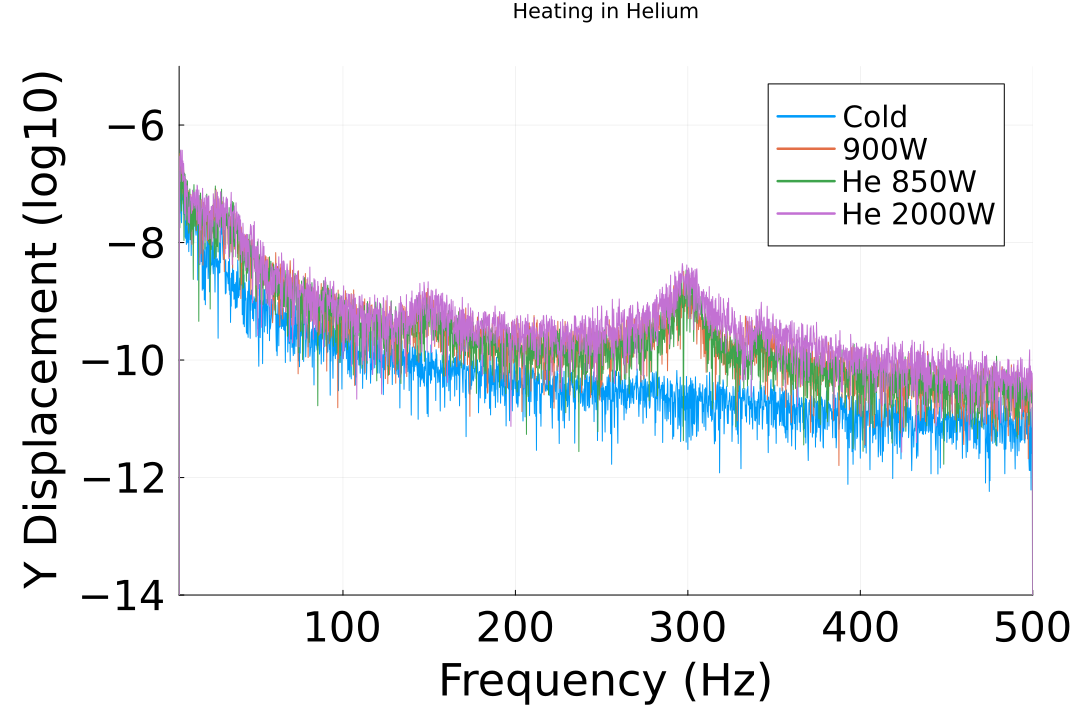 Heating in Helium
Y Displacement (log10)
−6
−8
−10
−12
−14
Cold
900W
He 850W
He 2000W
100 200 300 400 500
Frequency (Hz)